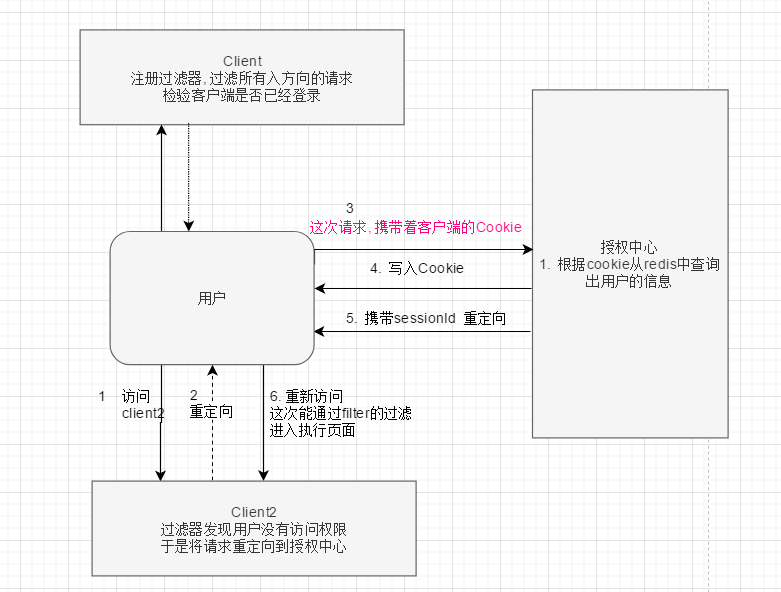 Client
注册过滤器, 过滤所有入方向的请求
检验客户端是否已经登录
3
这次请求, 携带着客户端的Cookie
授权中心
1. 根据cookie从redis中查询
出用户的信息
4. 写入Cookie
用户
5. 携带sessionId 重定向
1 访问
client2
2
重定向
6. 重新访问
这次能通过filter的过滤
进入执行页面
Client2
过滤器发现用户没有访问权限
于是将请求重定向到授权中心